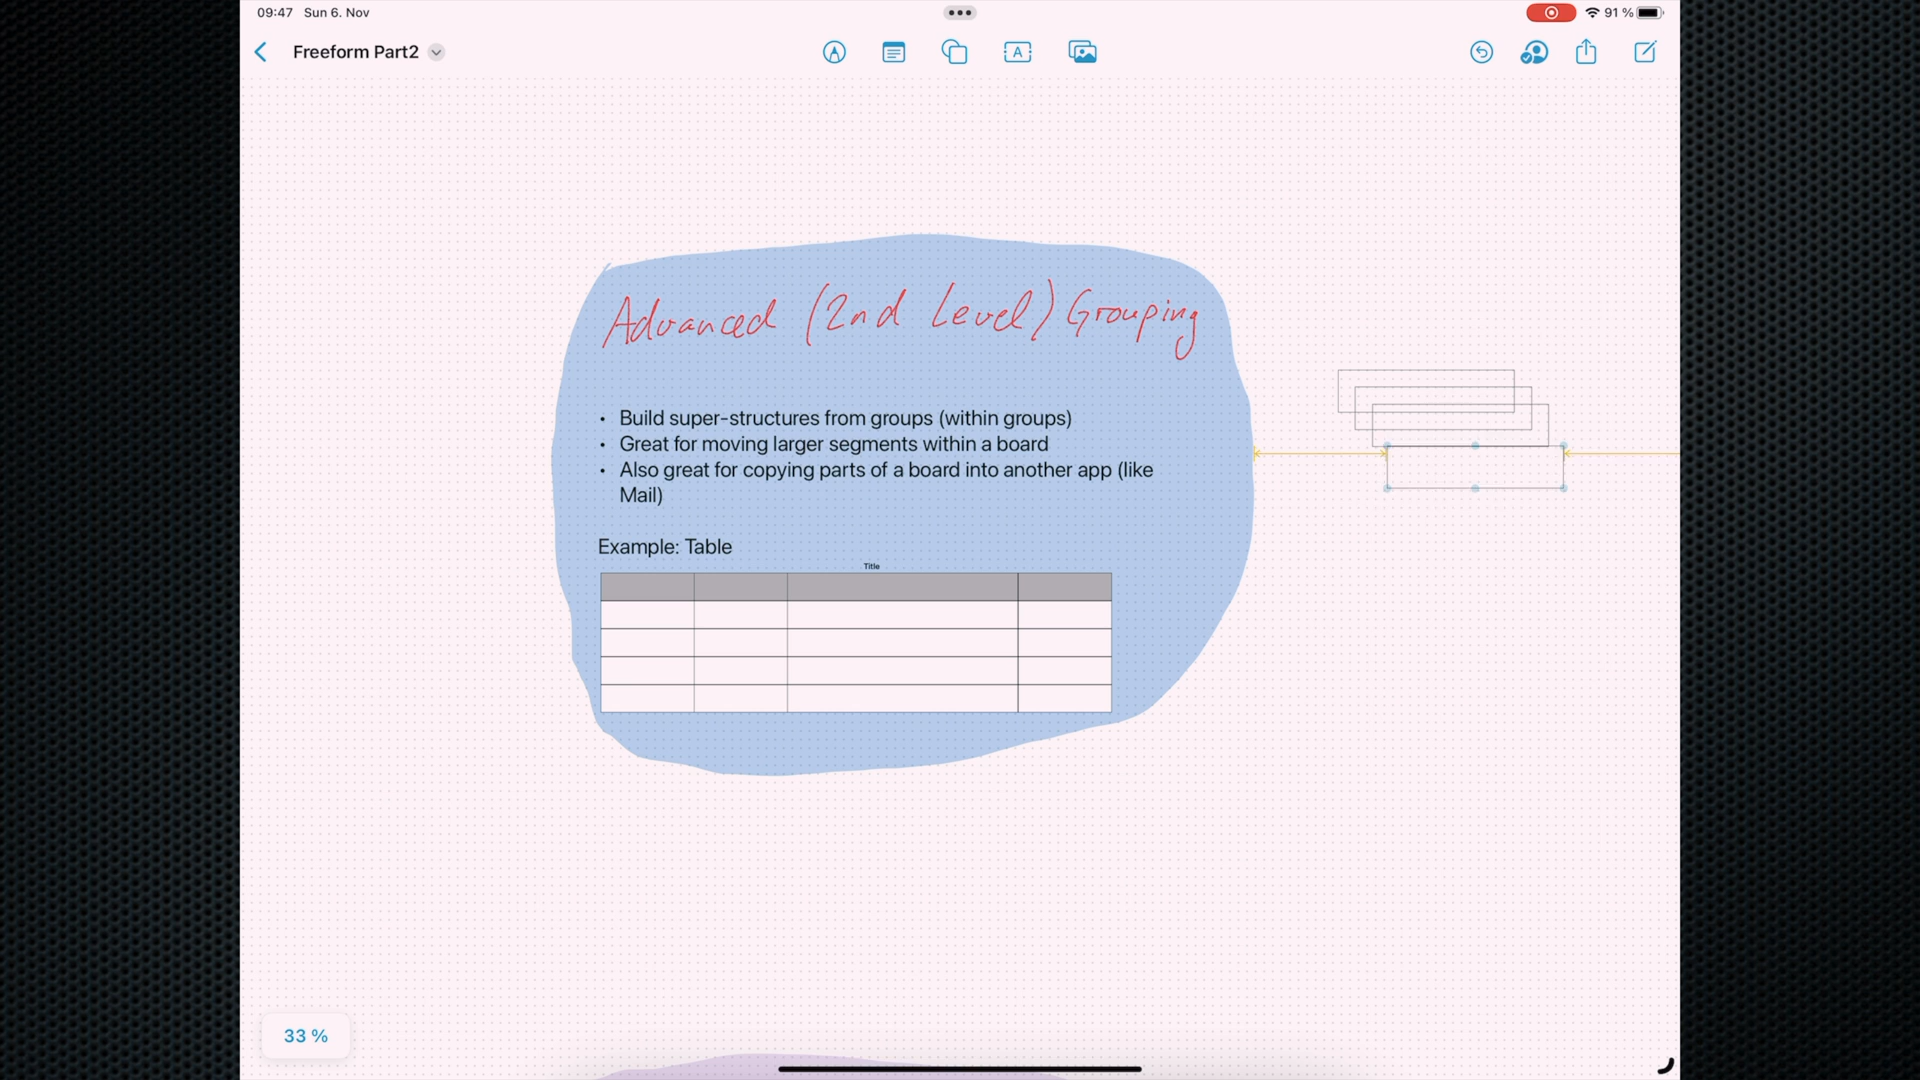 09:47 Sun 6. Nov
91 %
Freeform Part2
A
Advanced (2nd Level) Grouping
• Build super-structures from groups (within groups)
• Great for moving larger segments within a board
• Also great for copying parts of a board into another app (like
Mail)
Example: Table
Title
33 %